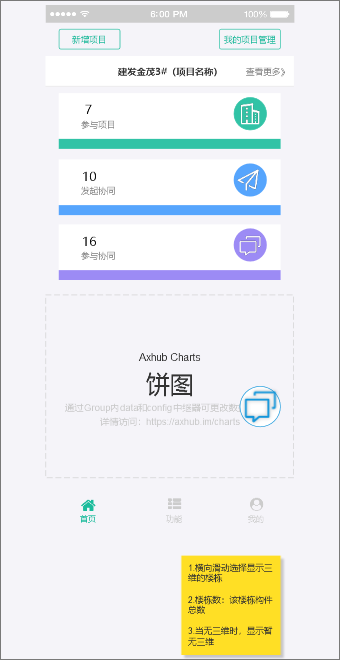 6:00 PM
100%
新增项目
我的项目管理
建发金茂3#（项目名称）
查看更多
7
参与项目
10
发起协同
16
参与协同
Axhub Charts
饼图
通过Group内data和config中继器可更改数
详情访问：https://axhub.im/charts
首页
功能
我的
1.横向滑动选择显示三
维的楼栋
2.楼栋数：该楼栋构件
总数
3.当无三维时，显示暂
无三维